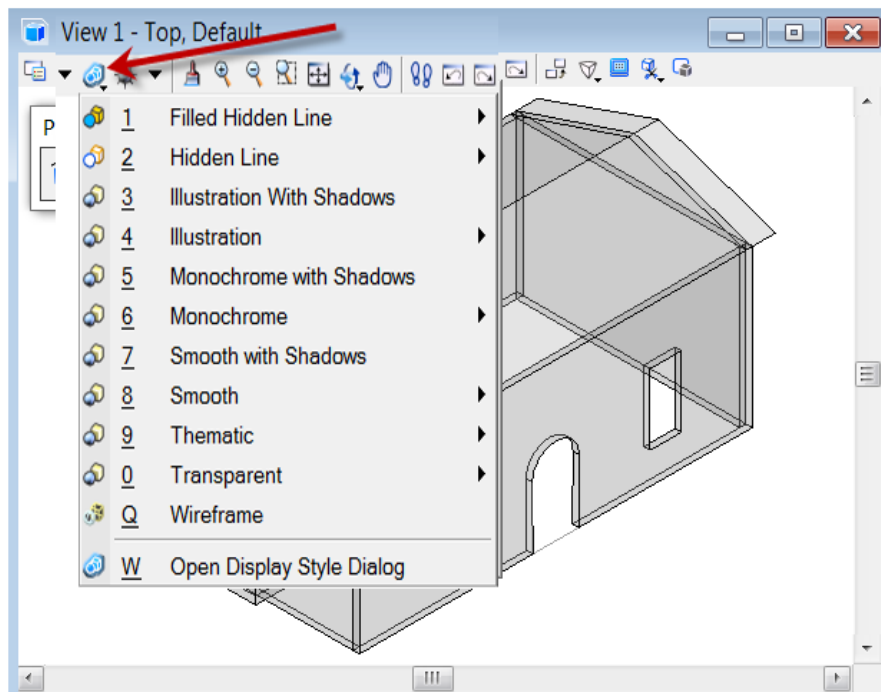 View 1 - Top, Default
P
1 Filled Hidden Line
2 Hidden Line
3 Illustration With Shadows
4 Illustration
5 Monochrome with Shadows
6 Monochrome
7 Smooth with Shadows
8 Smooth
9 Thematic
0 Transparent
Q Wireframe
W Open Display Style Dialog